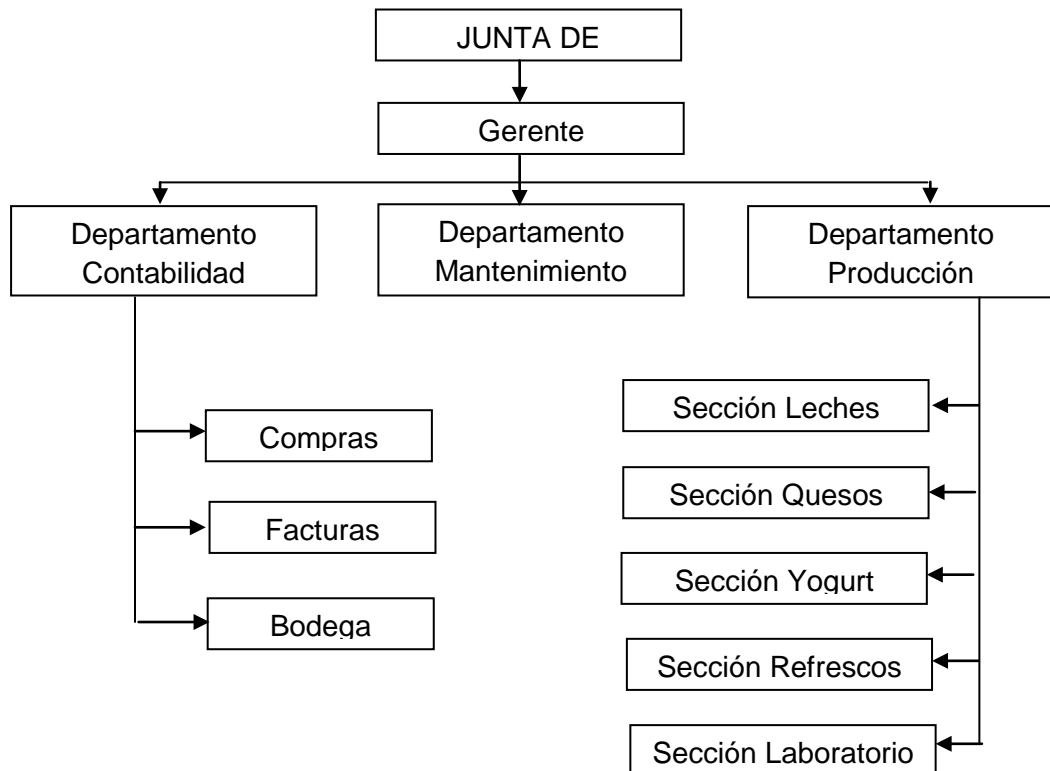 JUNTA DE
Gerente
Departamento
Contabilidad
Departamento
Mantenimiento
Departamento
Producción
Compras
Facturas
Bodega
Sección Leches
Sección Quesos
Sección Yogurt
Sección Refrescos
Sección Laboratorio